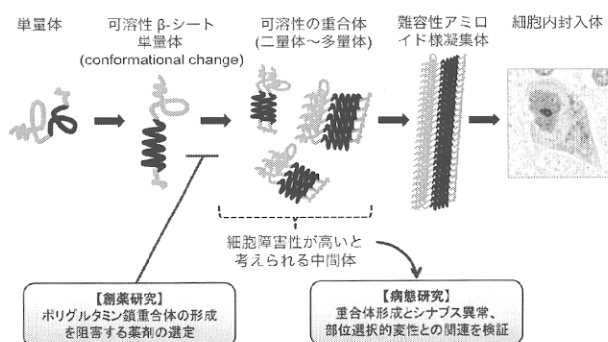 単量体
可溶性 β-シート
単量体
(conformational change)
可溶性の重合体
(二量体～多量体)
難容性アミロ
イド様凝集体
細胞内封入体
細胞障害性が高いと
考えられる中間体
【創薬研究】
ポリグルタミン鎖重合体の形成
を阻害する薬剤の選定
【病態研究】
重合体形成とシナプス異常、
部位選択的変性との関連を検証